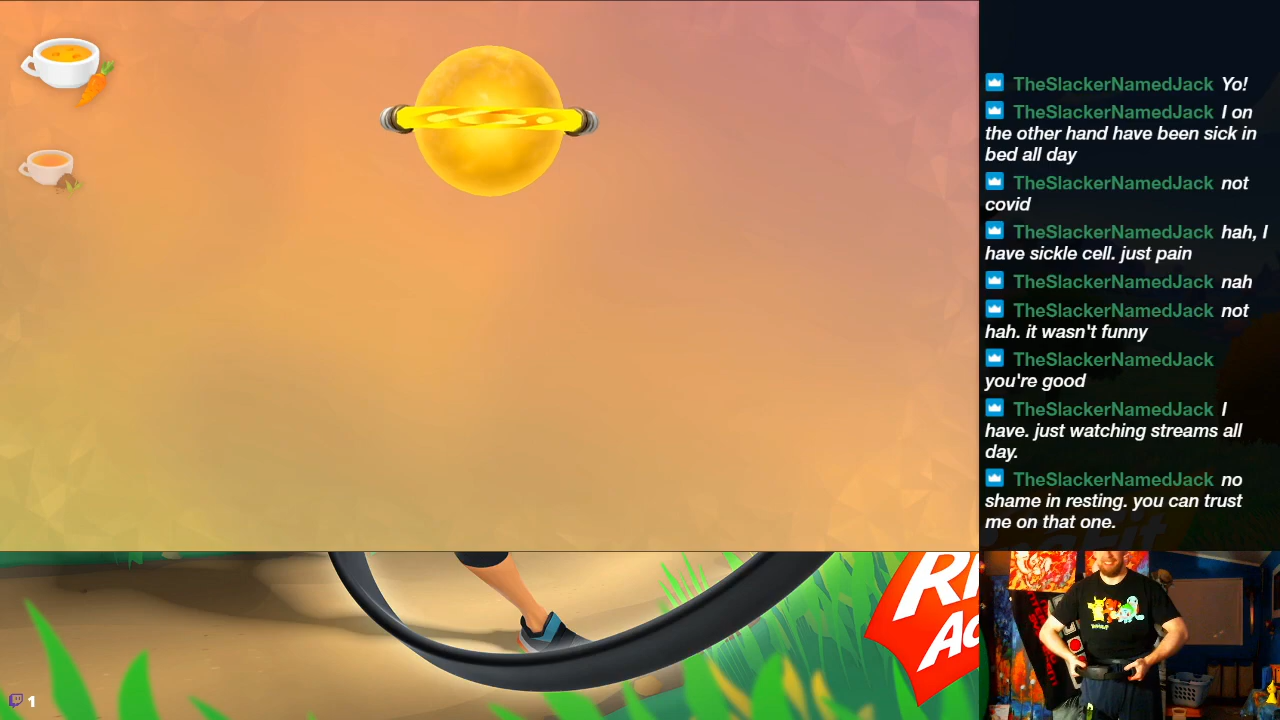 TheSlackerNamedJack Yo!
TheSlackerNamedJack I on
the other hand have been sick in
bed all day
TheSlackerNamedJack not
covid
TheSlackerNamedJack hah, I
have sickle cell. just pain
TheSlackerNamedJack nah
TheSlackerNamedJack not
hah. it wasn't funny
TheSlackerNamedJack
you're good
TheSlackerNamedJack I
have. just watching streams all
day.
TheSlackerNamedJack no
shame in resting. you can trust
me on that one.
1